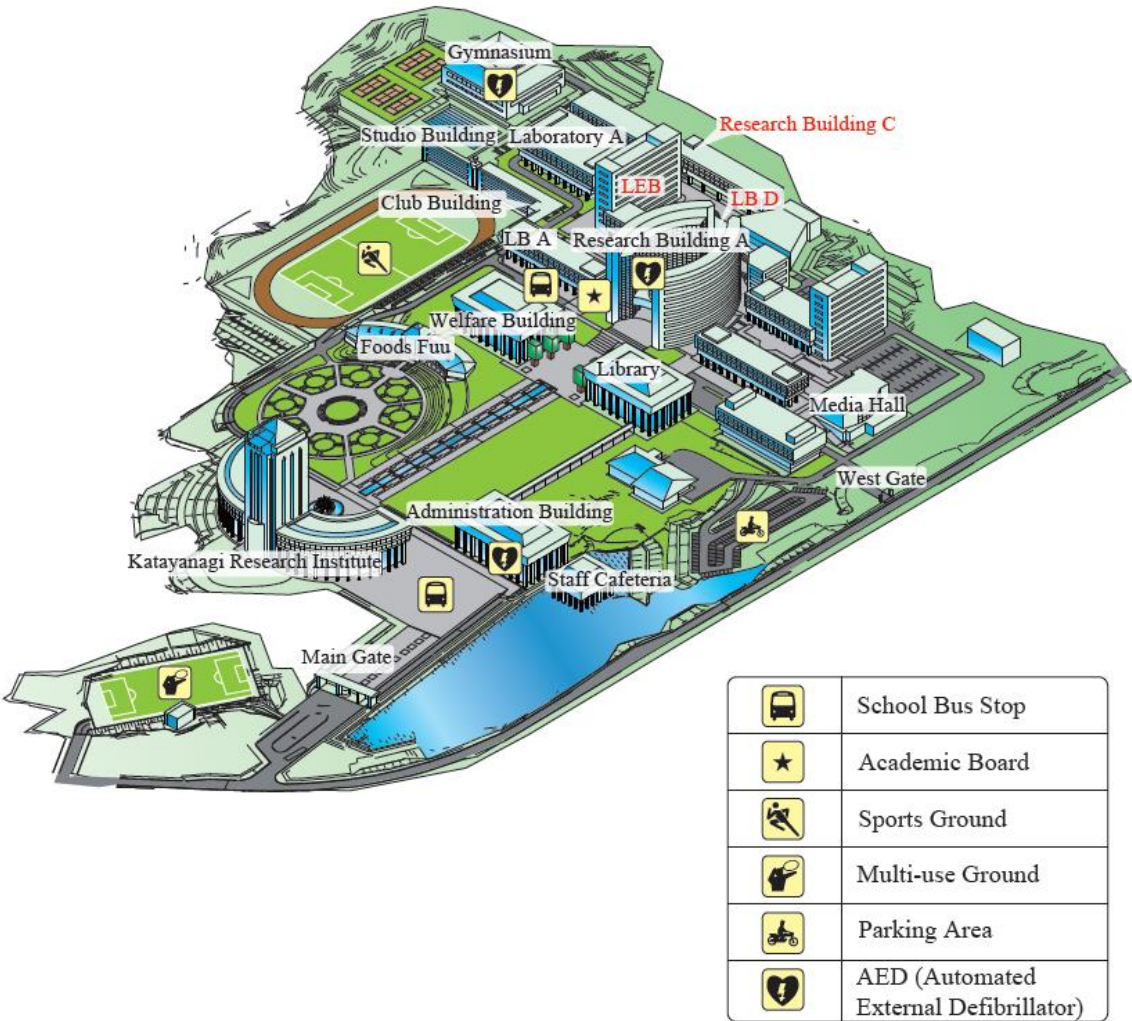 Gymnasium
Research Building C
Studio Building
Laboratory A
LEB
LB D
Club Building
LB A
Research Building A
Welfare Building
Foods Fuu
Library
Media Hall
West Gate
Administration Building
Katayanagi Research Institute
Staff Cafeteria
Main Gate
School Bus Stop
Academic Board
Sports Ground
Multi-use Ground
Parking Area
AED (Automated
External Defibrillator)